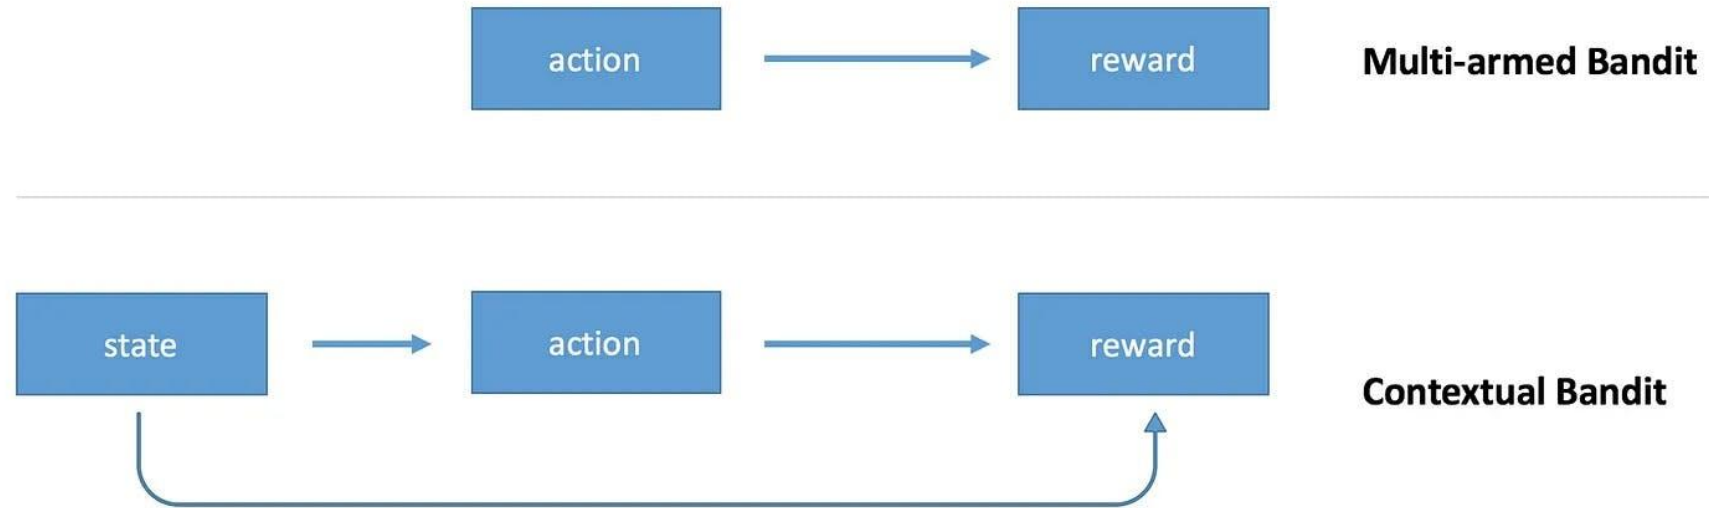 action
reward
Multi-armed Bandit
state
action
reward
Contextual Bandit